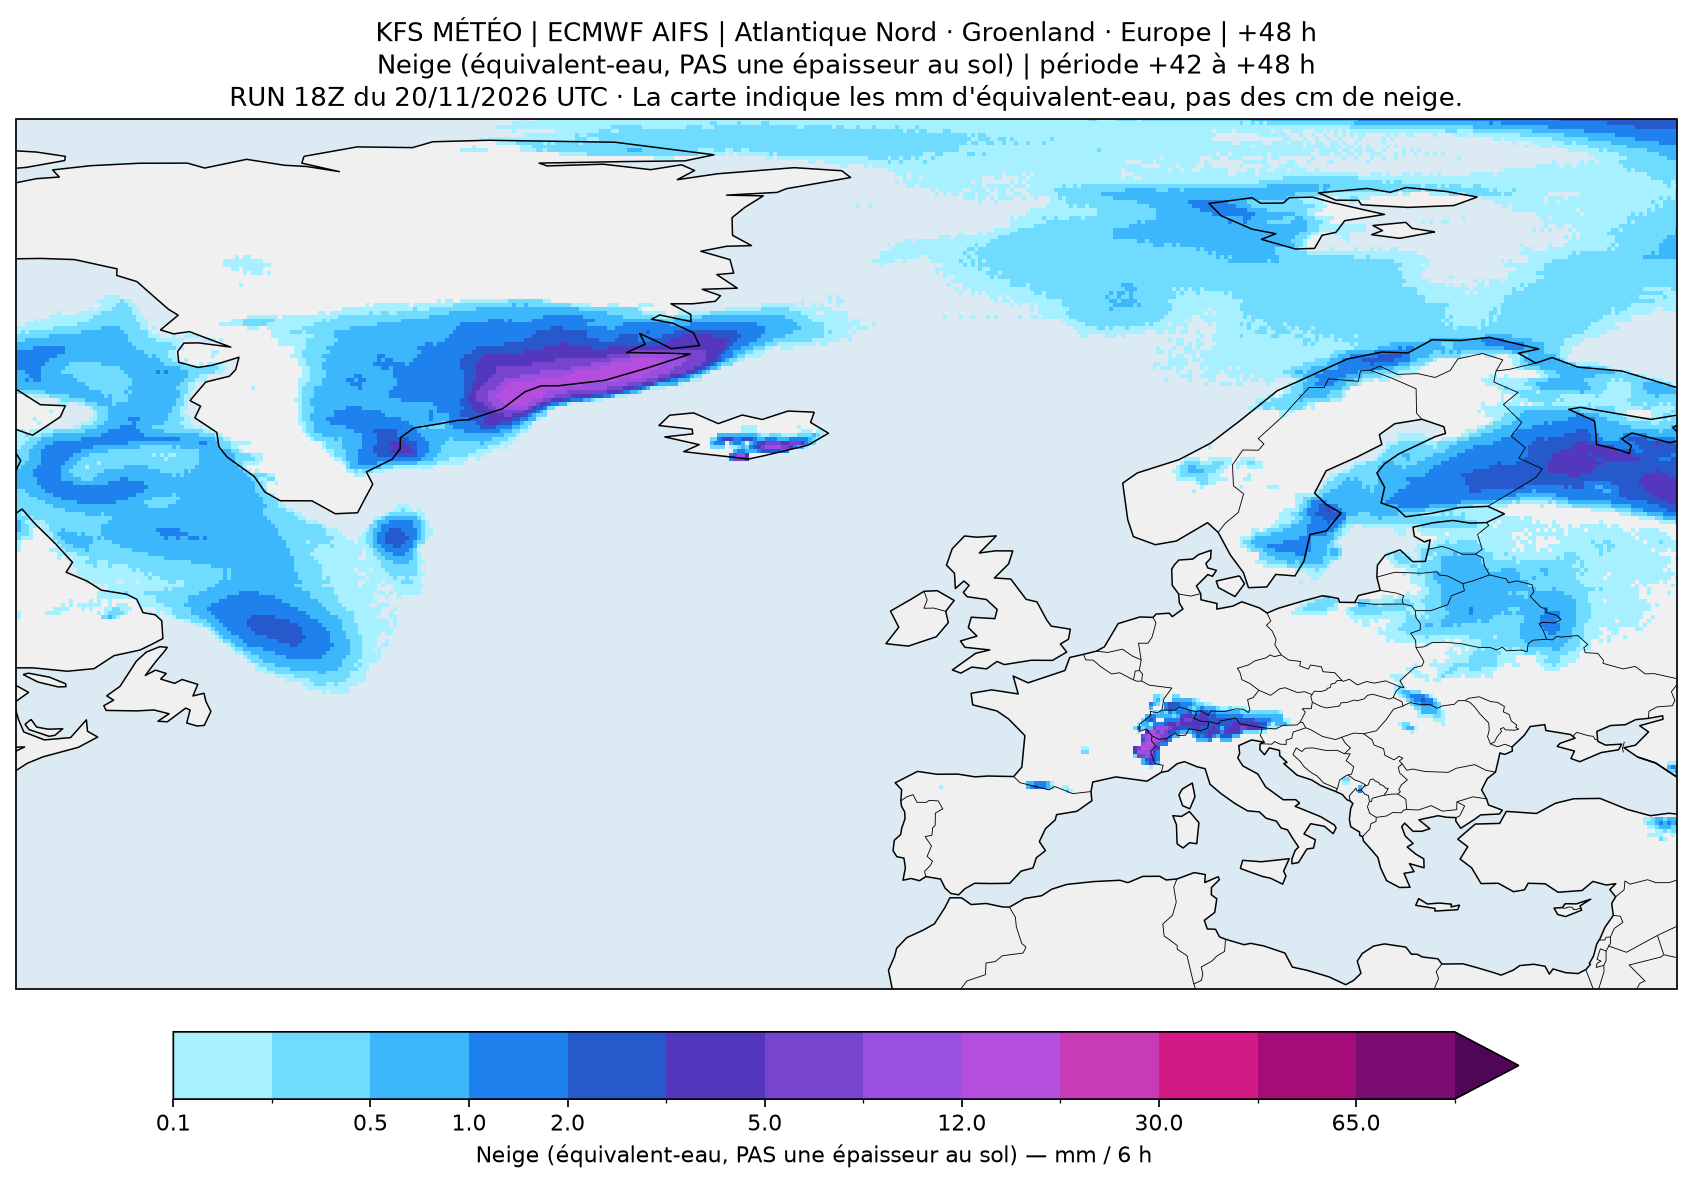 KFS MÉTÉO | ECMWF AIFS | Atlantique Nord · Groenland · Europe | +48 h
Neige (équivalent-eau, PAS une épaisseur au sol) | période +42 à +48 h
RUN 18Z du 20/11/2026 UTC · La carte indique les mm d'équivalent-eau, pas des cm de neige.
0.1 0.5 1.0 2.0 5.0 12.0 30.0 65.0
Neige (équivalent-eau, PAS une épaisseur au sol) — mm / 6 h